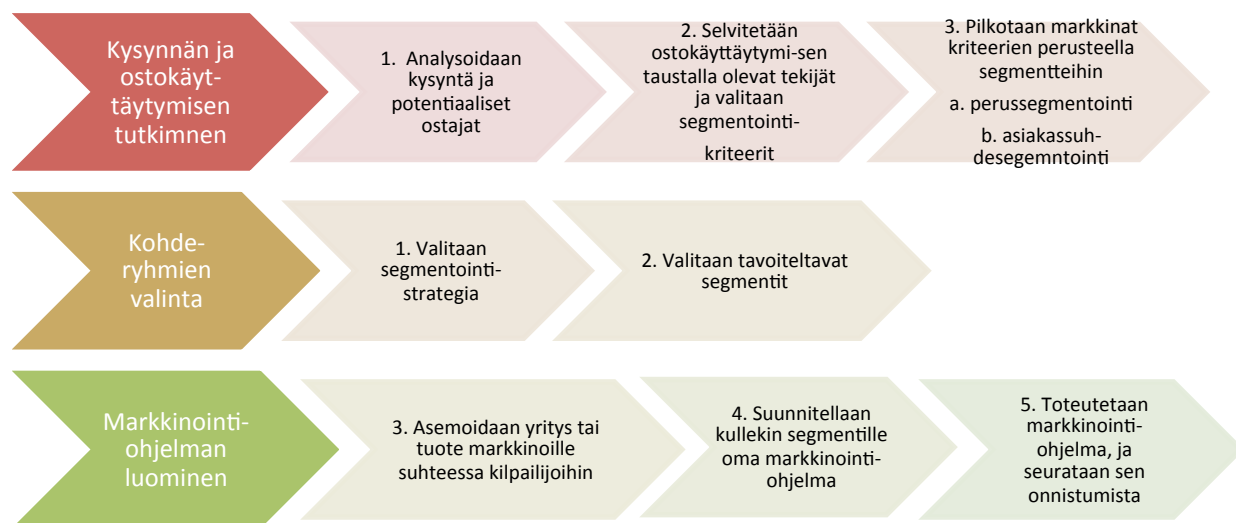 Kysynnän ja
ostokäyt-
täytymisen
tutkimnen
1. Analysoidaan
kysyntä ja
potentiaaliset
ostajat
2. Selvitetään
ostokäyttäytymi-sen
taustalla olevat tekijät
ja valitaan
segmentointi-
kriteerit
3. Pilkotaan markkinat
kriteerien perusteella
segmentteihin
a. perussegmentointi
b. asiakassuh-
desegemntointi
Kohde-
ryhmien
valinta
1. Valitaan
segmentointi-
strategia
2. Valitaan tavoiteltavat
segmentit
Markkinointi-
ohjelman
luominen
3. Asemoidaan yritys tai
tuote markkinoille
suhteessa kilpailijoihin
4. Suunnitellaan
kullekin segmentille
oma markkinointi-
ohjelma
5. Toteutetaan
markkinointi-
ohjelma, ja
seurataan sen
onnistumista